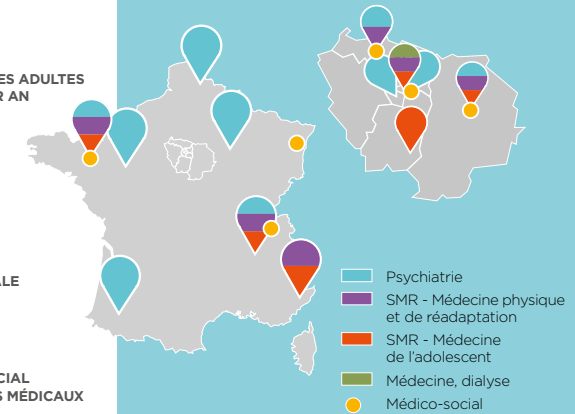 ES ADULTES
R AN
ALE
CIAL
S MÉDICAUX
Psychiatrie
SMR - Médecine physique
et de réadaptation
SMR - Médecine
de l'adolescent
Médecine, dialyse
Médico-social